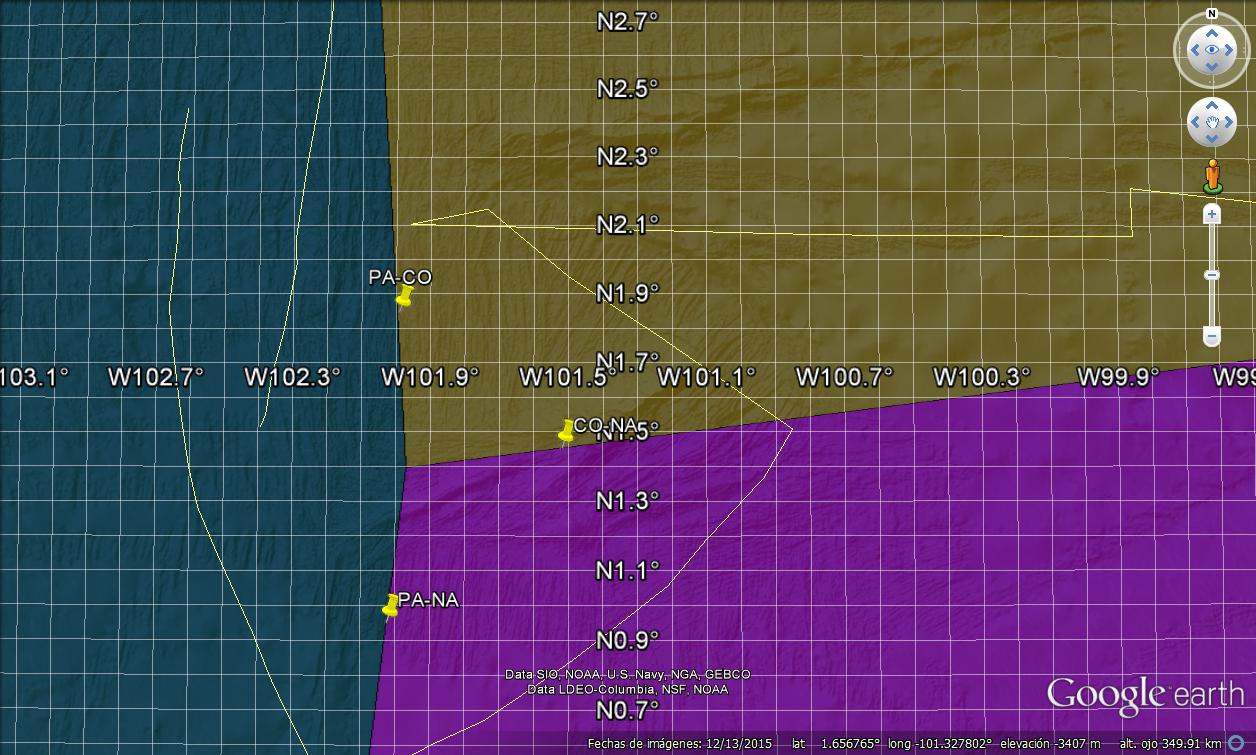 N
N2.7°
N2.5°
N2.3°
N2.1°
PA-CO
N1.9°
N1.7°
103.1° W102.7° W102.3° W101.9° W101.5° W101.1° W100.7° W100.3° W99.9° W99
CO-NA
N1.5°
N1.3°
N1.1°
PA-NA
N0.9°
Data SIO, NOAA, U.S. Navy, NGA, GEBCO
Data LDEO-Columbia, NSF, NOAA
Google earth
N0.7°
Fechas de imágenes: 12/13/2015 lat 1.656765° long -101.327802° elevación -3407 m alt. ojo 349.91 km